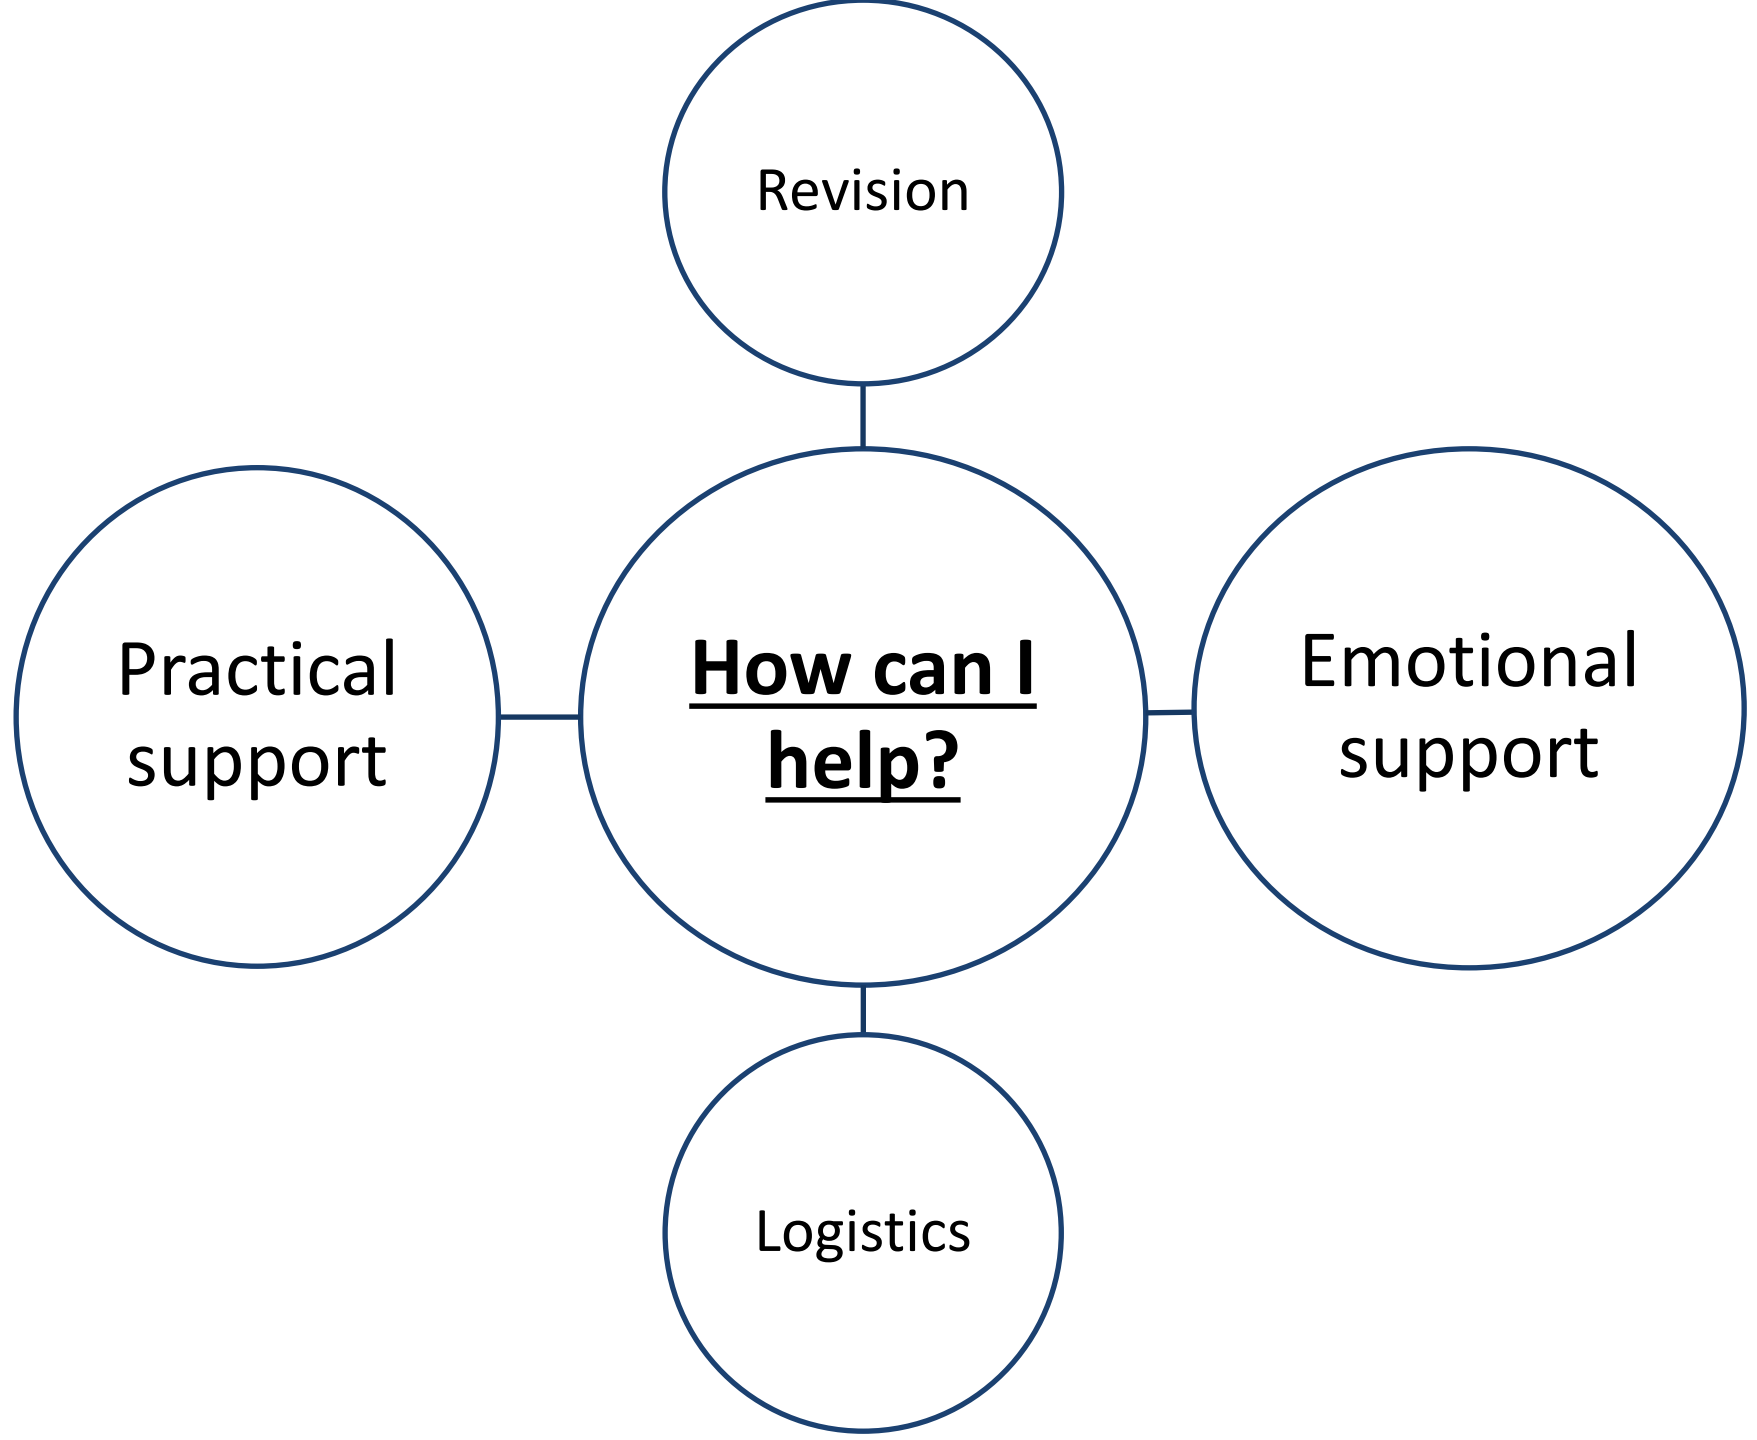 Revision
Practical
support
How can I
help?
Emotional
support
Logistics